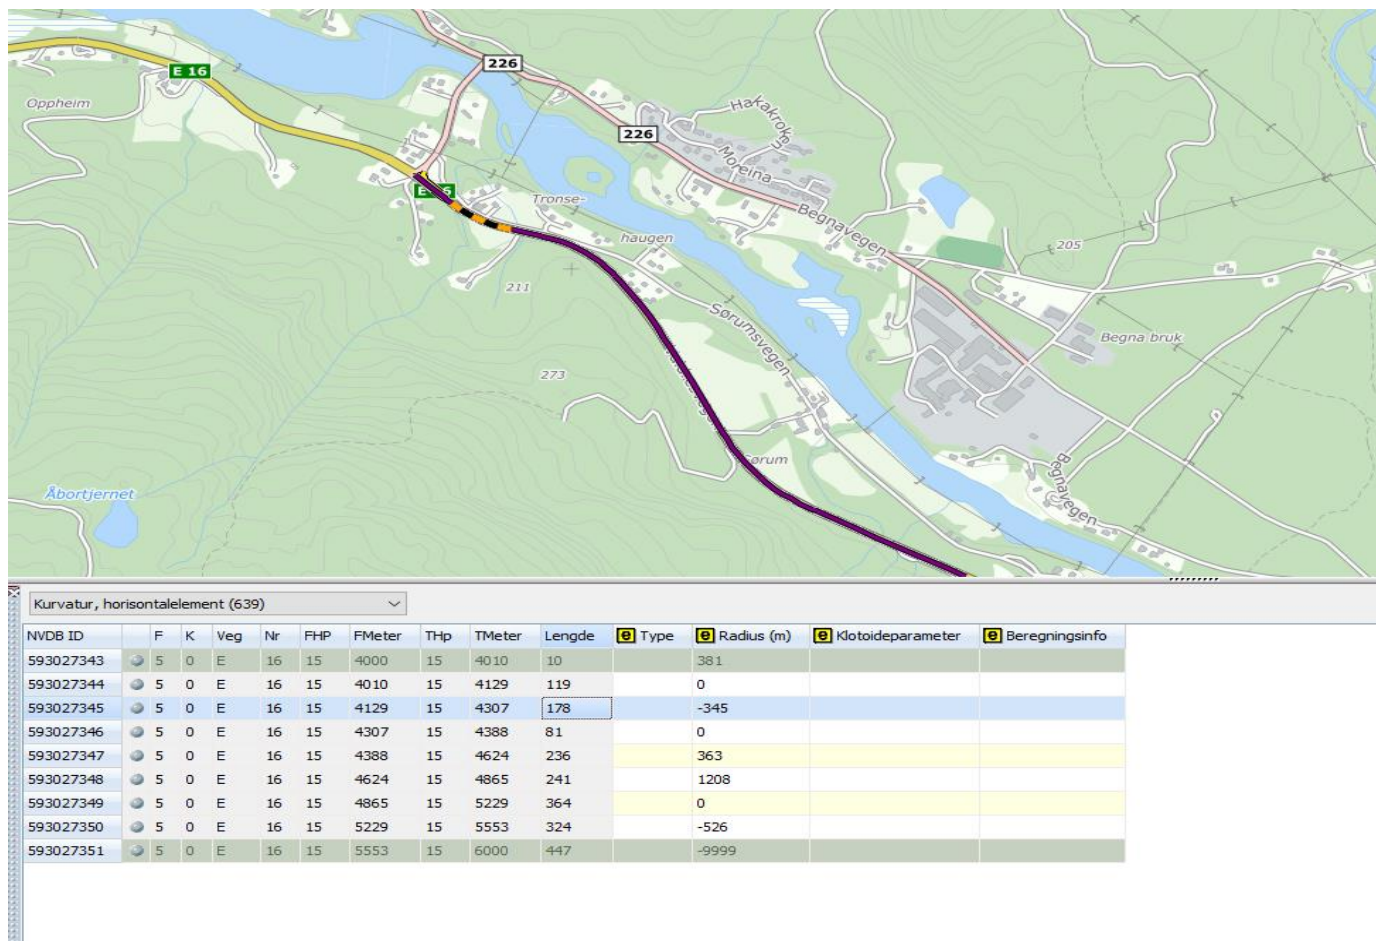 226
E 16
Oppheim
Hakakroken
226
Moreina
E 16
Tronse-
haugen
Begnavegen
205
211
Sørumsvegen
Begna bruk
273
Sørum
Begnavegen
Åbortjernet
Kurvatur, horisontalelement (639)
NVDB ID F K Veg Nr FHP FMeter THp TMeter Lengde e Type e Radius (m) e Klotoideparameter e Beregningsinfo
593027343 5 0 E 16 15 4000 15 4010 10 381
593027344 5 0 E 16 15 4010 15 4129 119 0
593027345 5 0 E 16 15 4129 15 4307 178 -345
593027346 5 0 E 16 15 4307 15 4388 81 0
593027347 5 0 E 16 15 4388 15 4624 236 363
593027348 5 0 E 16 15 4624 15 4865 241 1208
593027349 5 0 E 16 15 4865 15 5229 364 0
593027350 5 0 E 16 15 5229 15 5553 324 -526
593027351 5 0 E 16 15 5553 15 6000 447 -9999